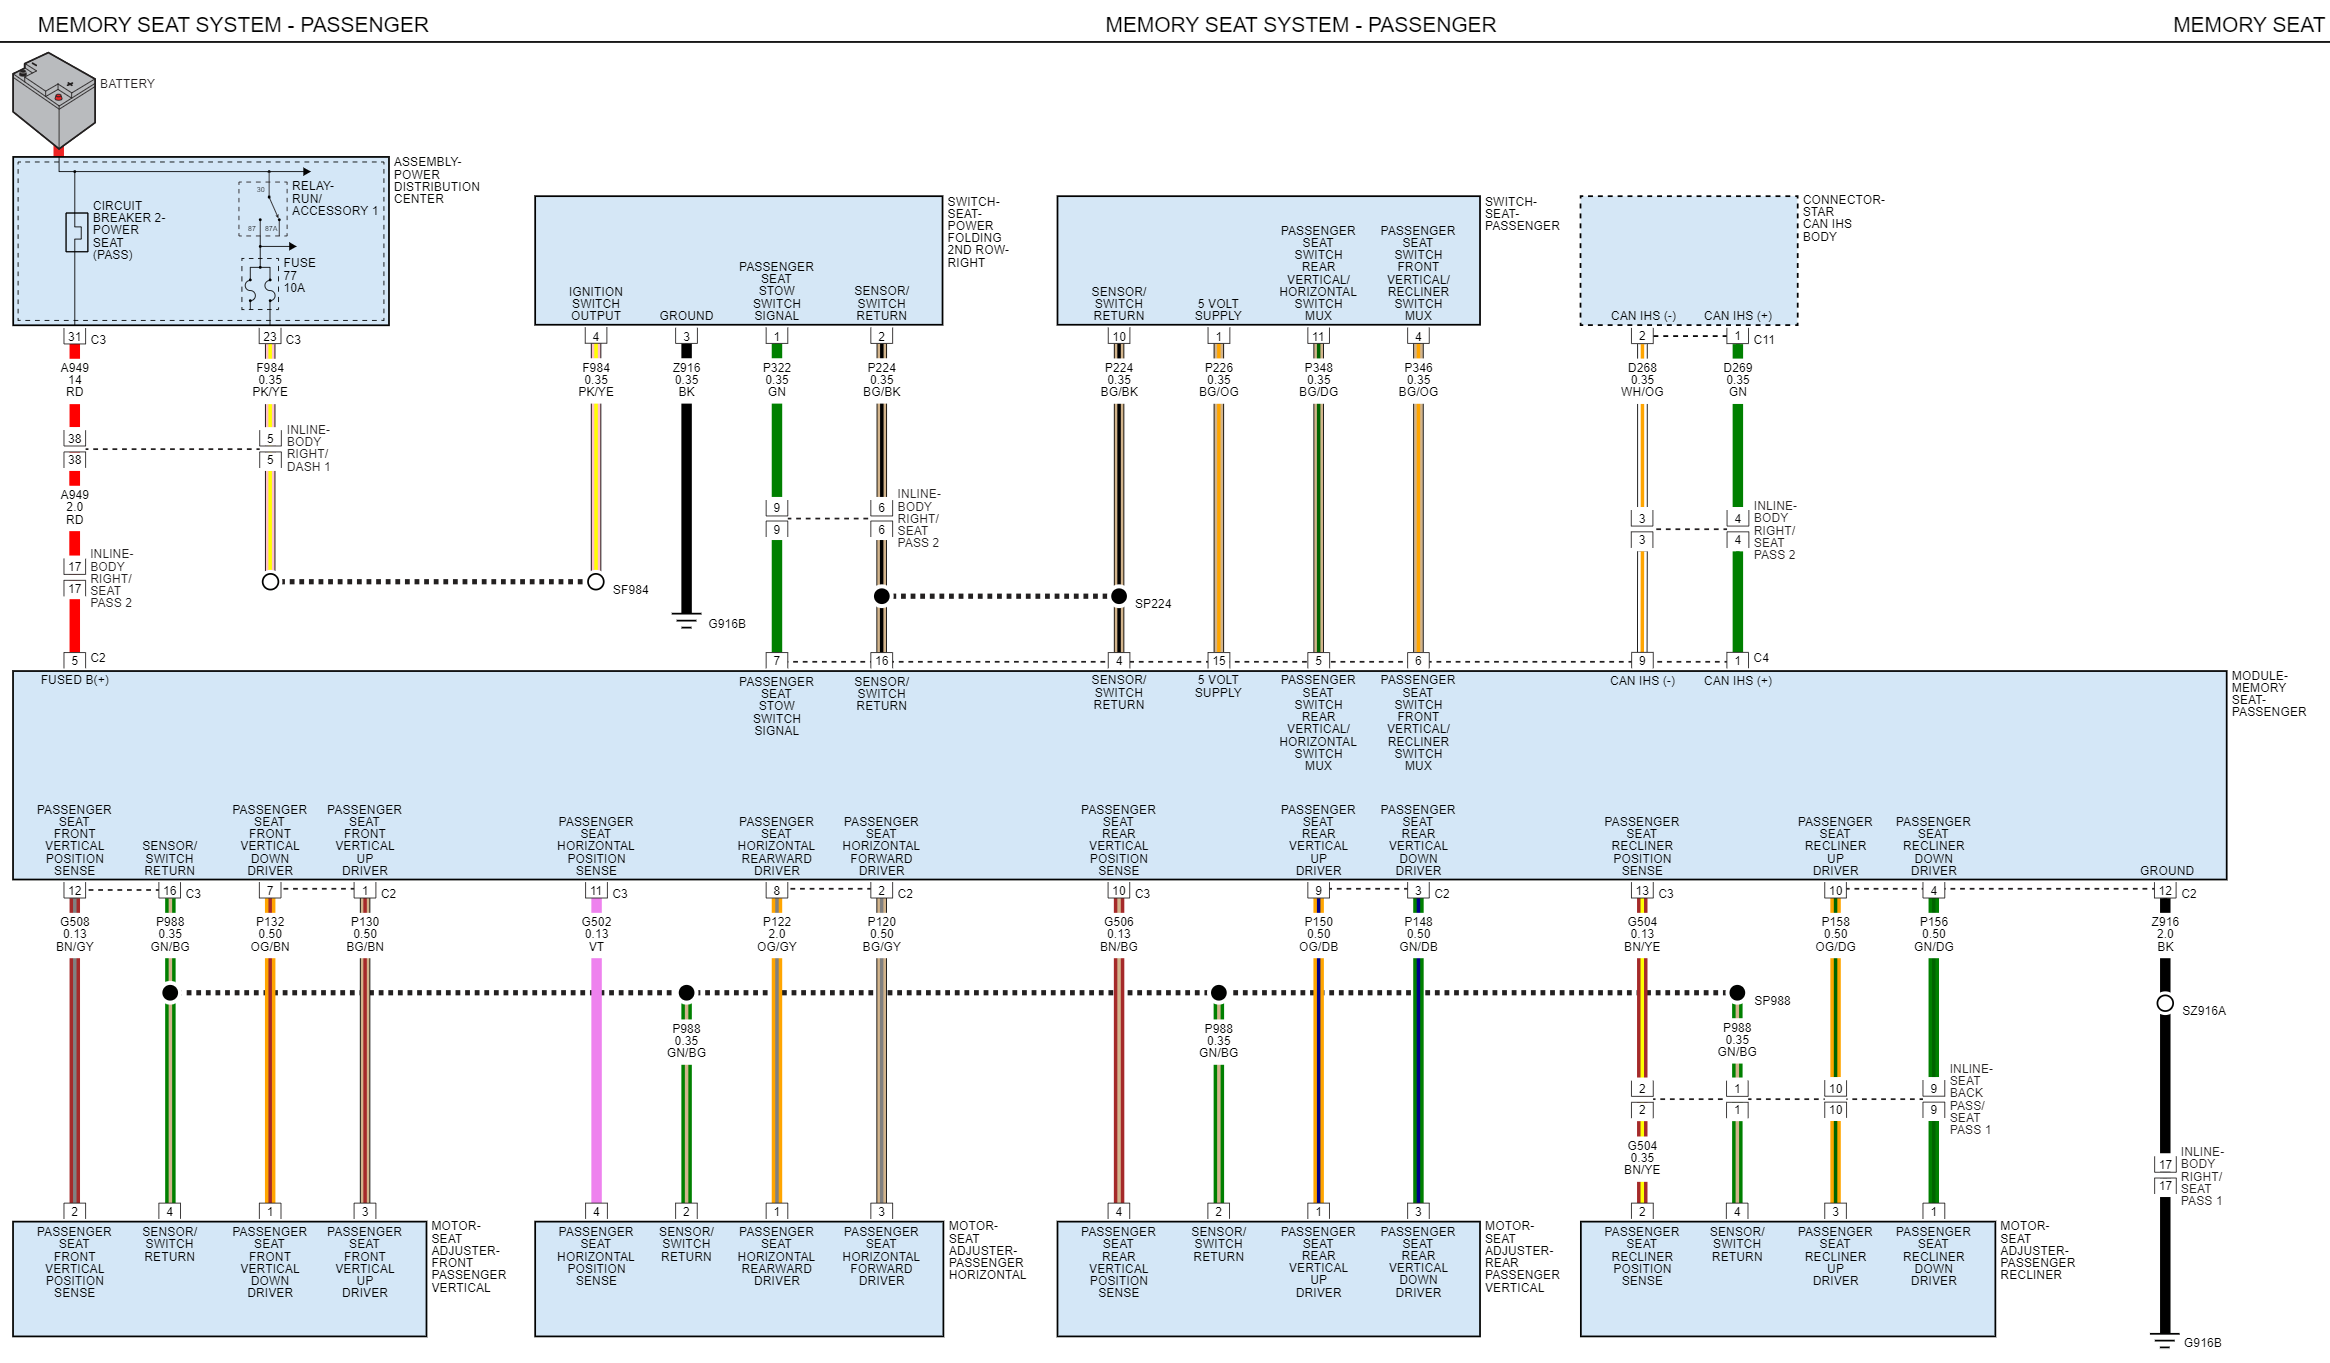 MEMORY SEAT SYSTEM - PASSENGER
MEMORY SEAT SYSTEM - PASSENGER
MEMORY SEAT
BATTERY
ASSEMBLY-
POWER
DISTRIBUTION
CENTER
CIRCUIT
BREAKER 2-
POWER
SEAT
(PASS)
30
RELAY-
RUN/
ACCESSORY 1
87 87A
FUSE
77
10A
31 C3
23 C3
A949
14
RD
F984
0.35
PK/YE
38
38
5
5
INLINE-
BODY
RIGHT/
DASH 1
A949
2.0
RD
17
17
INLINE-
BODY
RIGHT/
SEAT
PASS 2
5 C2
SWITCH-
SEAT-
POWER
FOLDING
2ND ROW-
RIGHT
IGNITION
SWITCH
OUTPUT
GROUND
PASSENGER
SEAT
STOW
SWITCH
SIGNAL
SENSOR/
SWITCH
RETURN
4 3 1 2
F984
0.35
PK/YE
Z916
0.35
BK
P322
0.35
GN
P224
0.35
BG/BK
9
9
6
6
INLINE-
BODY
RIGHT/
SEAT
PASS 2
SF984
G916B
SP224
SWITCH-
SEAT-
PASSENGER
SENSOR/
SWITCH
RETURN
5 VOLT
SUPPLY
PASSENGER
SEAT
SWITCH
REAR
VERTICAL/
HORIZONTAL
SWITCH
MUX
PASSENGER
SEAT
SWITCH
FRONT
VERTICAL/
RECLINER
SWITCH
MUX
10 1 11 4
P224
0.35
BG/BK
P226
0.35
BG/OG
P348
0.35
BG/DG
P346
0.35
BG/OG
CONNECTOR-
STAR
CAN IHS
BODY
CAN IHS (-) CAN IHS (+)
2 1 C11
D268
0.35
WH/OG
D269
0.35
GN
3
3
4
4
INLINE-
BODY
RIGHT/
SEAT
PASS 2
7 16 4 15 5 6 9 1 C4
MODULE-
MEMORY
SEAT-
PASSENGER
FUSED B(+)
PASSENGER
SEAT
STOW
SWITCH
SIGNAL
SENSOR/
SWITCH
RETURN
SENSOR/
SWITCH
RETURN
5 VOLT
SUPPLY
PASSENGER
SEAT
SWITCH
REAR
VERTICAL/
HORIZONTAL
SWITCH
MUX
PASSENGER
SEAT
SWITCH
FRONT
VERTICAL/
RECLINER
SWITCH
MUX
CAN IHS (-) CAN IHS (+)
PASSENGER
SEAT
FRONT
VERTICAL
POSITION
SENSE
SENSOR/
SWITCH
RETURN
PASSENGER
SEAT
FRONT
VERTICAL
DOWN
DRIVER
PASSENGER
SEAT
FRONT
VERTICAL
UP
DRIVER
PASSENGER
SEAT
HORIZONTAL
POSITION
SENSE
PASSENGER
SEAT
HORIZONTAL
REARWARD
DRIVER
PASSENGER
SEAT
HORIZONTAL
FORWARD
DRIVER
PASSENGER
SEAT
REAR
VERTICAL
POSITION
SENSE
PASSENGER
SEAT
REAR
VERTICAL
UP
DRIVER
PASSENGER
SEAT
REAR
VERTICAL
DOWN
DRIVER
PASSENGER
SEAT
RECLINER
POSITION
SENSE
PASSENGER
SEAT
RECLINER
UP
DRIVER
PASSENGER
SEAT
RECLINER
DOWN
DRIVER
GROUND
12 16 C3 7 1 C2 11 C3 8 2 C2 10 C3 9 3 C2 13 C3 10 4 12 C2
G508
0.13
BN/GY
P988
0.35
GN/BG
P132
0.50
OG/BN
P130
0.50
BG/BN
G502
0.13
VT
P122
2.0
OG/GY
P120
0.50
BG/GY
G506
0.13
BN/BG
P150
0.50
OG/DB
P148
0.50
GN/DB
G504
0.13
BN/YE
P158
0.50
OG/DG
P156
0.50
GN/DG
Z916
2.0
BK
SP988
SZ916A
P988
0.35
GN/BG
P988
0.35
GN/BG
P988
0.35
GN/BG
2 1 10 9
2 1 10 9
INLINE-
SEAT
BACK
PASS/
SEAT
PASS 1
G504
0.35
BN/YE
17
17
INLINE-
BODY
RIGHT/
SEAT
PASS 1
2 4 1 3 4 2 1 3 4 2 1 3 2 4 3 1
PASSENGER
SEAT
FRONT
VERTICAL
POSITION
SENSE
SENSOR/
SWITCH
RETURN
PASSENGER
SEAT
FRONT
VERTICAL
DOWN
DRIVER
PASSENGER
SEAT
FRONT
VERTICAL
UP
DRIVER
MOTOR-
SEAT
ADJUSTER-
FRONT
PASSENGER
VERTICAL
PASSENGER
SEAT
HORIZONTAL
POSITION
SENSE
SENSOR/
SWITCH
RETURN
PASSENGER
SEAT
HORIZONTAL
REARWARD
DRIVER
PASSENGER
SEAT
HORIZONTAL
FORWARD
DRIVER
MOTOR-
SEAT
ADJUSTER-
PASSENGER
HORIZONTAL
PASSENGER
SEAT
REAR
VERTICAL
POSITION
SENSE
SENSOR/
SWITCH
RETURN
PASSENGER
SEAT
REAR
VERTICAL
UP
DRIVER
PASSENGER
SEAT
REAR
VERTICAL
DOWN
DRIVER
MOTOR-
SEAT
ADJUSTER-
REAR
PASSENGER
VERTICAL
PASSENGER
SEAT
RECLINER
POSITION
SENSE
SENSOR/
SWITCH
RETURN
PASSENGER
SEAT
RECLINER
UP
DRIVER
PASSENGER
SEAT
RECLINER
DOWN
DRIVER
MOTOR-
SEAT
ADJUSTER-
PASSENGER
RECLINER
G916B